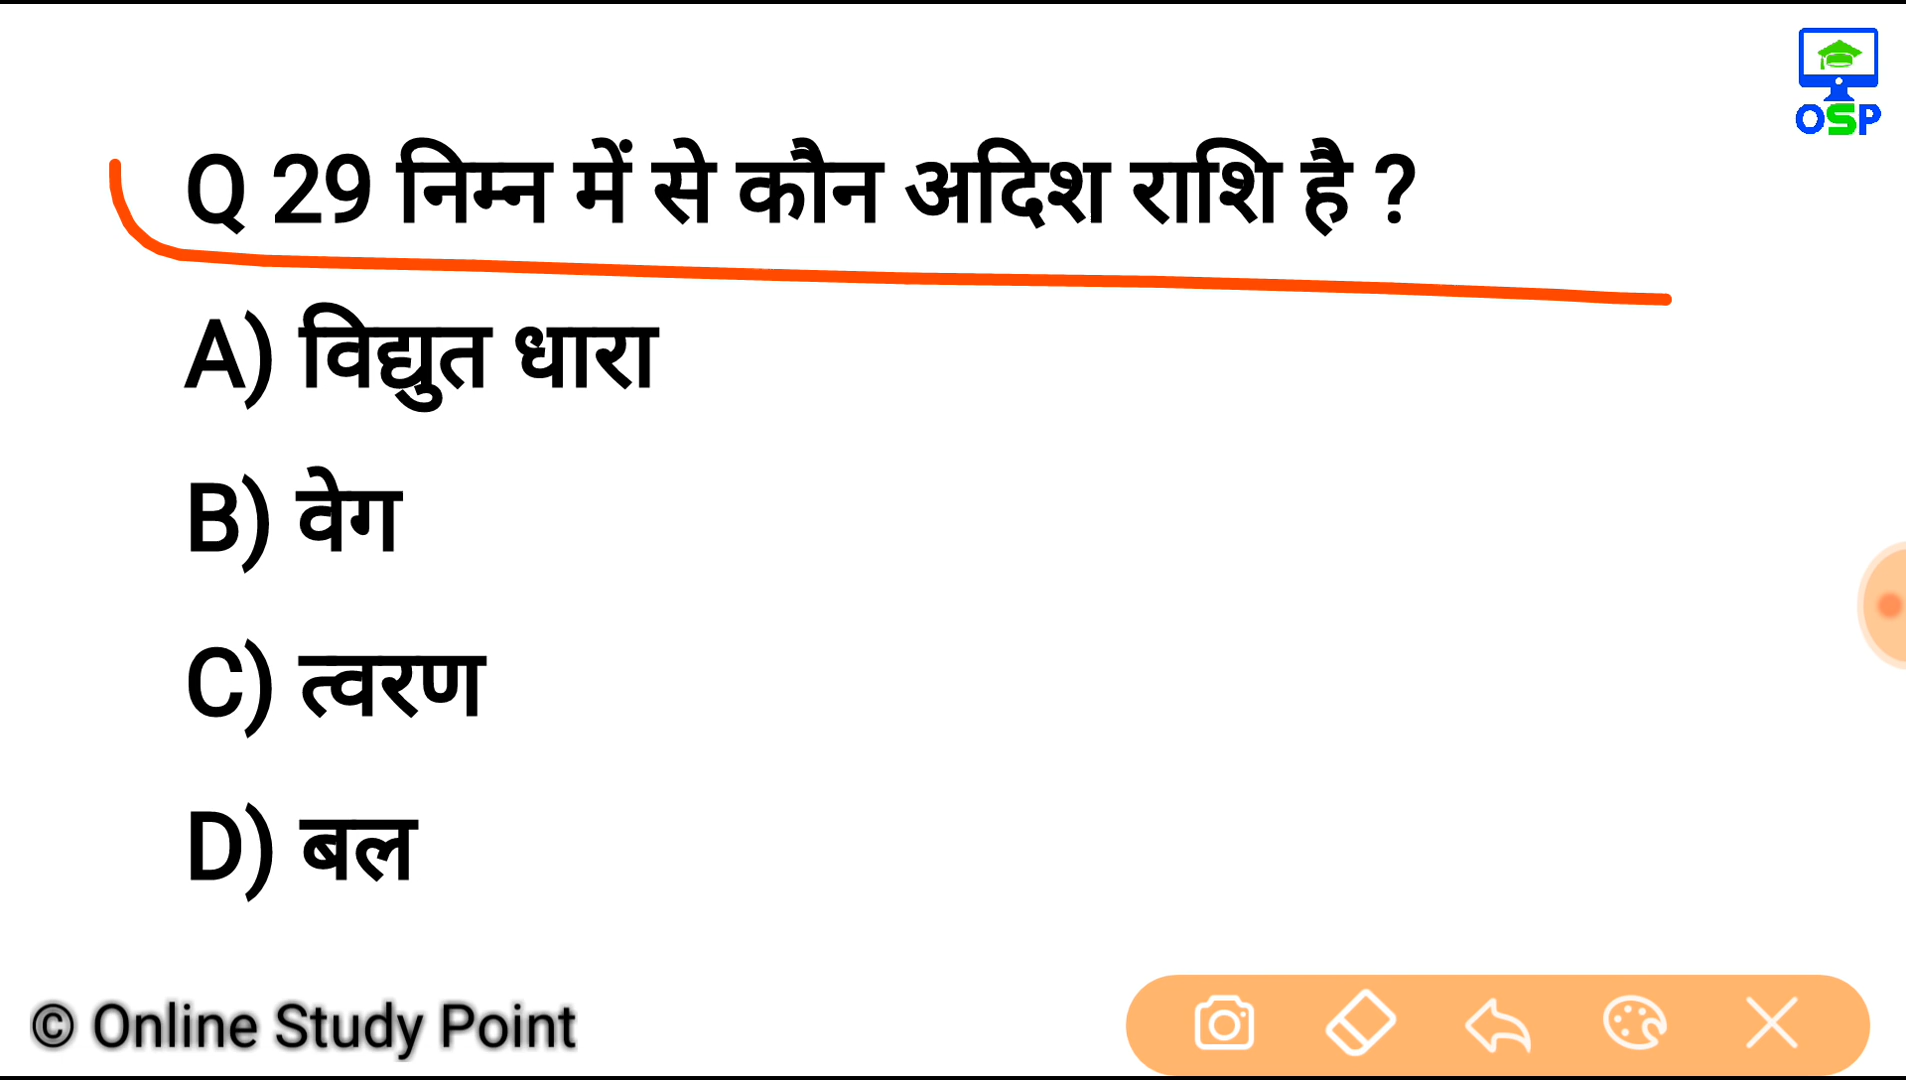 OSP
Q 29 निम्न में से कौन अदिश राशि है ?
A) विद्युत धारा
B) वेग
C) त्वरण
D) बल
© Online Study Point